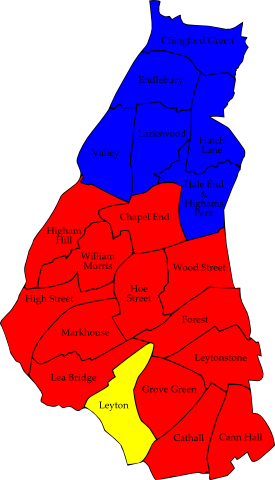 Chingford Green
Endlebury
Larkswood
Hatch
Lane
Valley
Hale End
&
Highams
Park
Chapel End
Higham
Hill
William
Morris
Wood Street
Hoe
Street
High Street
Forest
Markhouse
Leytonstone
Lea Bridge
Grove Green
Leyton
Cathall
Cann Hall